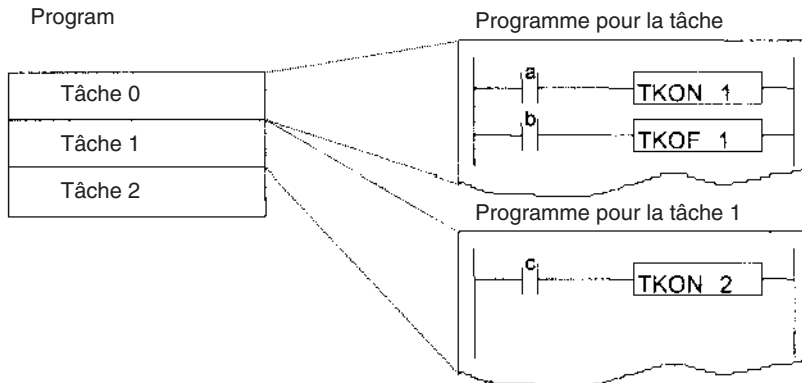 Program
Tâche 0
Tâche 1
Tâche 2
Programme pour la tâche
a
TKON 1
b
TKOF 1
Programme pour la tâche 1
c
TKON 2